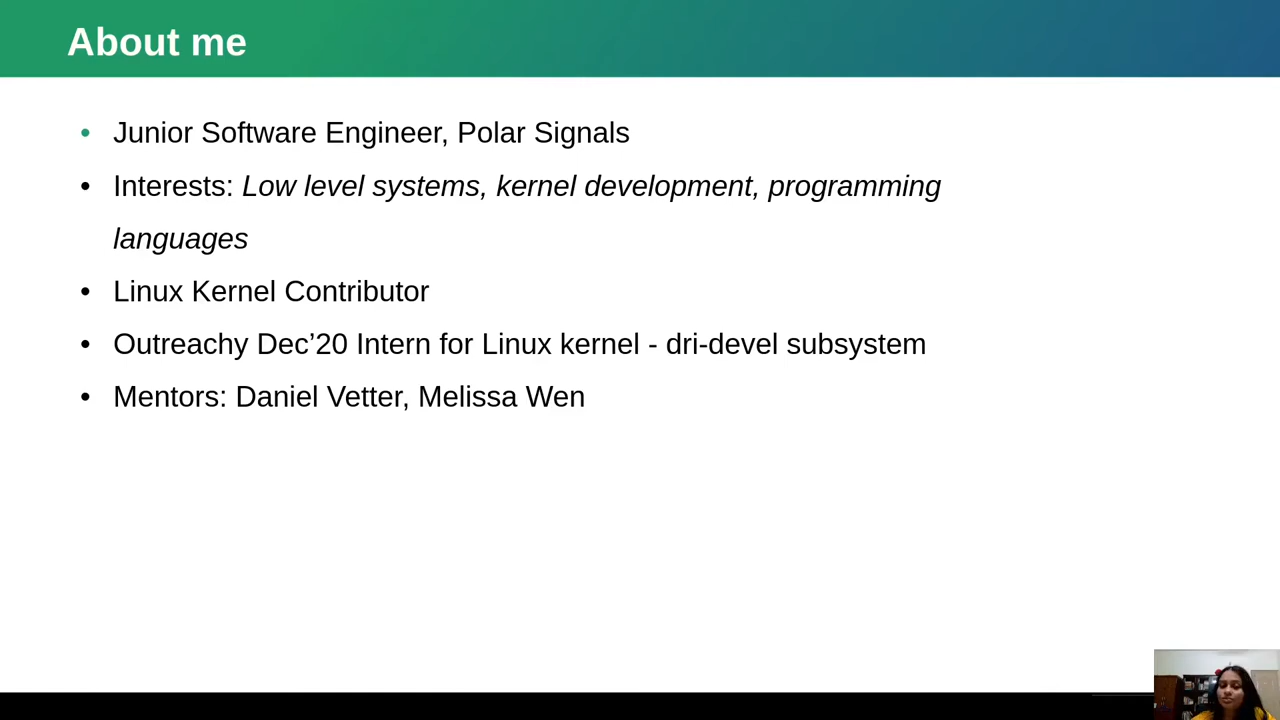 About me
• Junior Software Engineer, Polar Signals
• Interests: Low level systems, kernel development, programming
languages
• Linux Kernel Contributor
• Outreachy Dec’20 Intern for Linux kernel - dri-devel subsystem
• Mentors: Daniel Vetter, Melissa Wen